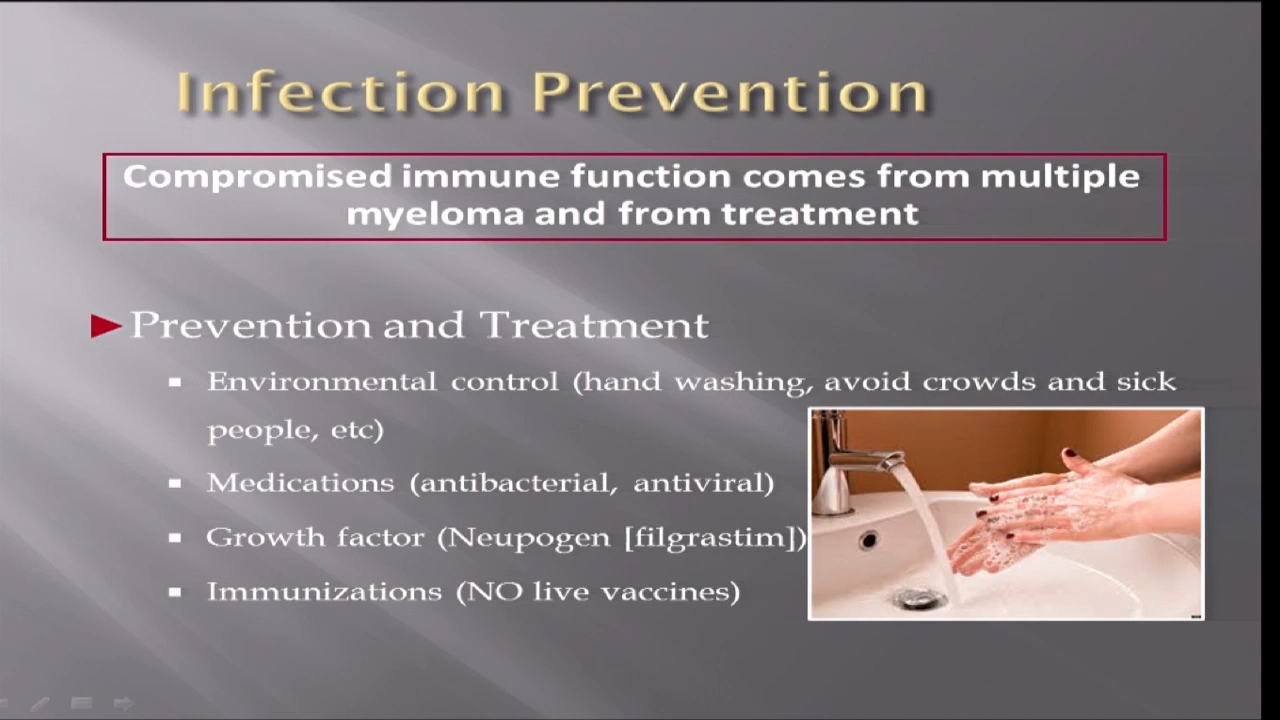 Infection Prevention
Compromised immune function comes from multiple
myeloma and from treatment
Prevention and Treatment
Environmental control (hand washing, avoid crowds and sick
people, etc)
Medications (antibacterial, antiviral)
Growth factor (Neupogen [filgrastim])
Immunizations (NO live vaccines)